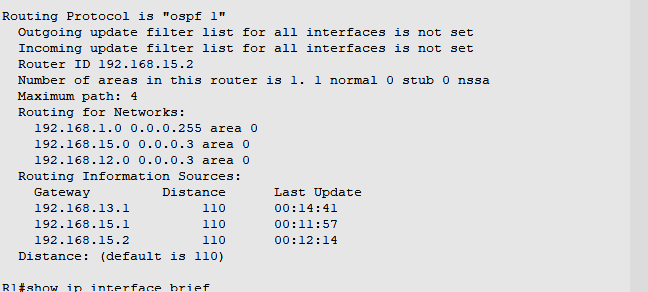 Routing Protocol is "ospf 1"
Outgoing update filter list for all interfaces is not set
Incoming update filter list for all interfaces is not set
Router ID 192.168.15.2
Number of areas in this router is 1. 1 normal 0 stub 0 nssa
Maximum path: 4
Routing for Networks:
192.168.1.0 0.0.0.255 area 0
192.168.15.0 0.0.0.3 area 0
192.168.12.0 0.0.0.3 area 0
Routing Information Sources:
Gateway Distance Last Update
192.168.13.1 110 00:14:41
192.168.15.1 110 00:11:57
192.168.15.2 110 00:12:14
Distance: (default is 110)
R1#show ip interface brief